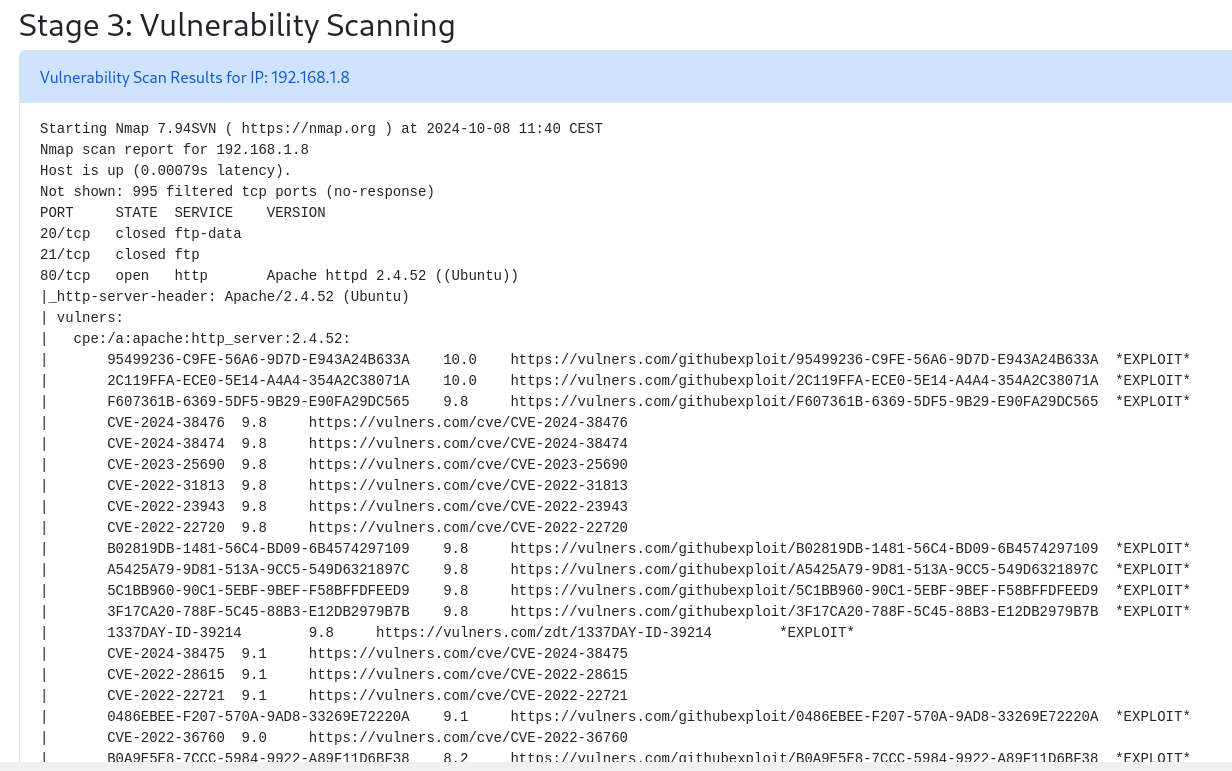 Stage 3: Vulnerability Scanning
Vulnerability Scan Results for IP: 192.168.1.8
Starting Nmap 7.94SVN ( https://nmap.org ) at 2024-10-08 11:40 CEST
Nmap scan report for 192.168.1.8
Host is up (0.00079s latency).
Not shown: 995 filtered tcp ports (no-response)
PORT     STATE  SERVICE    VERSION
20/tcp   closed ftp-data
21/tcp   closed ftp
80/tcp   open   http       Apache httpd 2.4.52 ((Ubuntu))
|_http-server-header: Apache/2.4.52 (Ubuntu)
| vulners:
|   cpe:/a:apache:http_server:2.4.52:
|       95499236-C9FE-56A6-9D7D-E943A24B633A    10.0    https://vulners.com/githubexploit/95499236-C9FE-56A6-9D7D-E943A24B633A  *EXPLOIT*
|       2C119FFA-ECE0-5E14-A4A4-354A2C38071A    10.0    https://vulners.com/githubexploit/2C119FFA-ECE0-5E14-A4A4-354A2C38071A  *EXPLOIT*
|       F607361B-6369-5DF5-9B29-E90FA29DC565    9.8     https://vulners.com/githubexploit/F607361B-6369-5DF5-9B29-E90FA29DC565  *EXPLOIT*
|       CVE-2024-38476  9.8     https://vulners.com/cve/CVE-2024-38476
|       CVE-2024-38474  9.8     https://vulners.com/cve/CVE-2024-38474
|       CVE-2023-25690  9.8     https://vulners.com/cve/CVE-2023-25690
|       CVE-2022-31813  9.8     https://vulners.com/cve/CVE-2022-31813
|       CVE-2022-23943  9.8     https://vulners.com/cve/CVE-2022-23943
|       CVE-2022-22720  9.8     https://vulners.com/cve/CVE-2022-22720
|       B02819DB-1481-56C4-BD09-6B4574297109    9.8     https://vulners.com/githubexploit/B02819DB-1481-56C4-BD09-6B4574297109  *EXPLOIT*
|       A5425A79-9D81-513A-9CC5-549D6321897C    9.8     https://vulners.com/githubexploit/A5425A79-9D81-513A-9CC5-549D6321897C  *EXPLOIT*
|       5C1BB960-90C1-5EBF-9BEF-F58BFFDFEED9    9.8     https://vulners.com/githubexploit/5C1BB960-90C1-5EBF-9BEF-F58BFFDFEED9  *EXPLOIT*
|       3F17CA20-788F-5C45-88B3-E12DB2979B7B    9.8     https://vulners.com/githubexploit/3F17CA20-788F-5C45-88B3-E12DB2979B7B  *EXPLOIT*
|       1337DAY-ID-39214        9.8     https://vulners.com/zdt/1337DAY-ID-39214        *EXPLOIT*
|       CVE-2024-38475  9.1     https://vulners.com/cve/CVE-2024-38475
|       CVE-2022-28615  9.1     https://vulners.com/cve/CVE-2022-28615
|       CVE-2022-22721  9.1     https://vulners.com/cve/CVE-2022-22721
|       0486EBEE-F207-570A-9AD8-33269E72220A    9.1     https://vulners.com/githubexploit/0486EBEE-F207-570A-9AD8-33269E72220A  *EXPLOIT*
|       CVE-2022-36760  9.0     https://vulners.com/cve/CVE-2022-36760
|       B0A9E5E8-7CCC-5984-9922-A89F11D6BF38    8.2     https://vulners.com/githubexploit/B0A9E5E8-7CCC-5984-9922-A89F11D6BF38  *EXPLOIT*